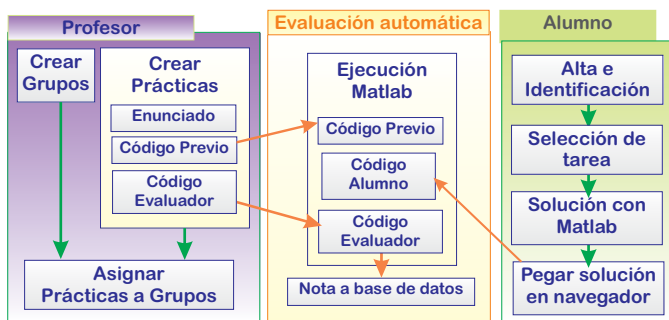 Profesor
Crear
Grupos
Crear
Prácticas
Enunciado
Código Previo
Código
Evaluador
Asignar
Prácticas a Grupos
Evaluación automática
Ejecución
Matlab
Código Previo
Código
Alumno
Código
Evaluador
Nota a base de datos
Alumno
Alta e
Identificación
Selección de
tarea
Solución con
Matlab
Pegar solución
en navegador